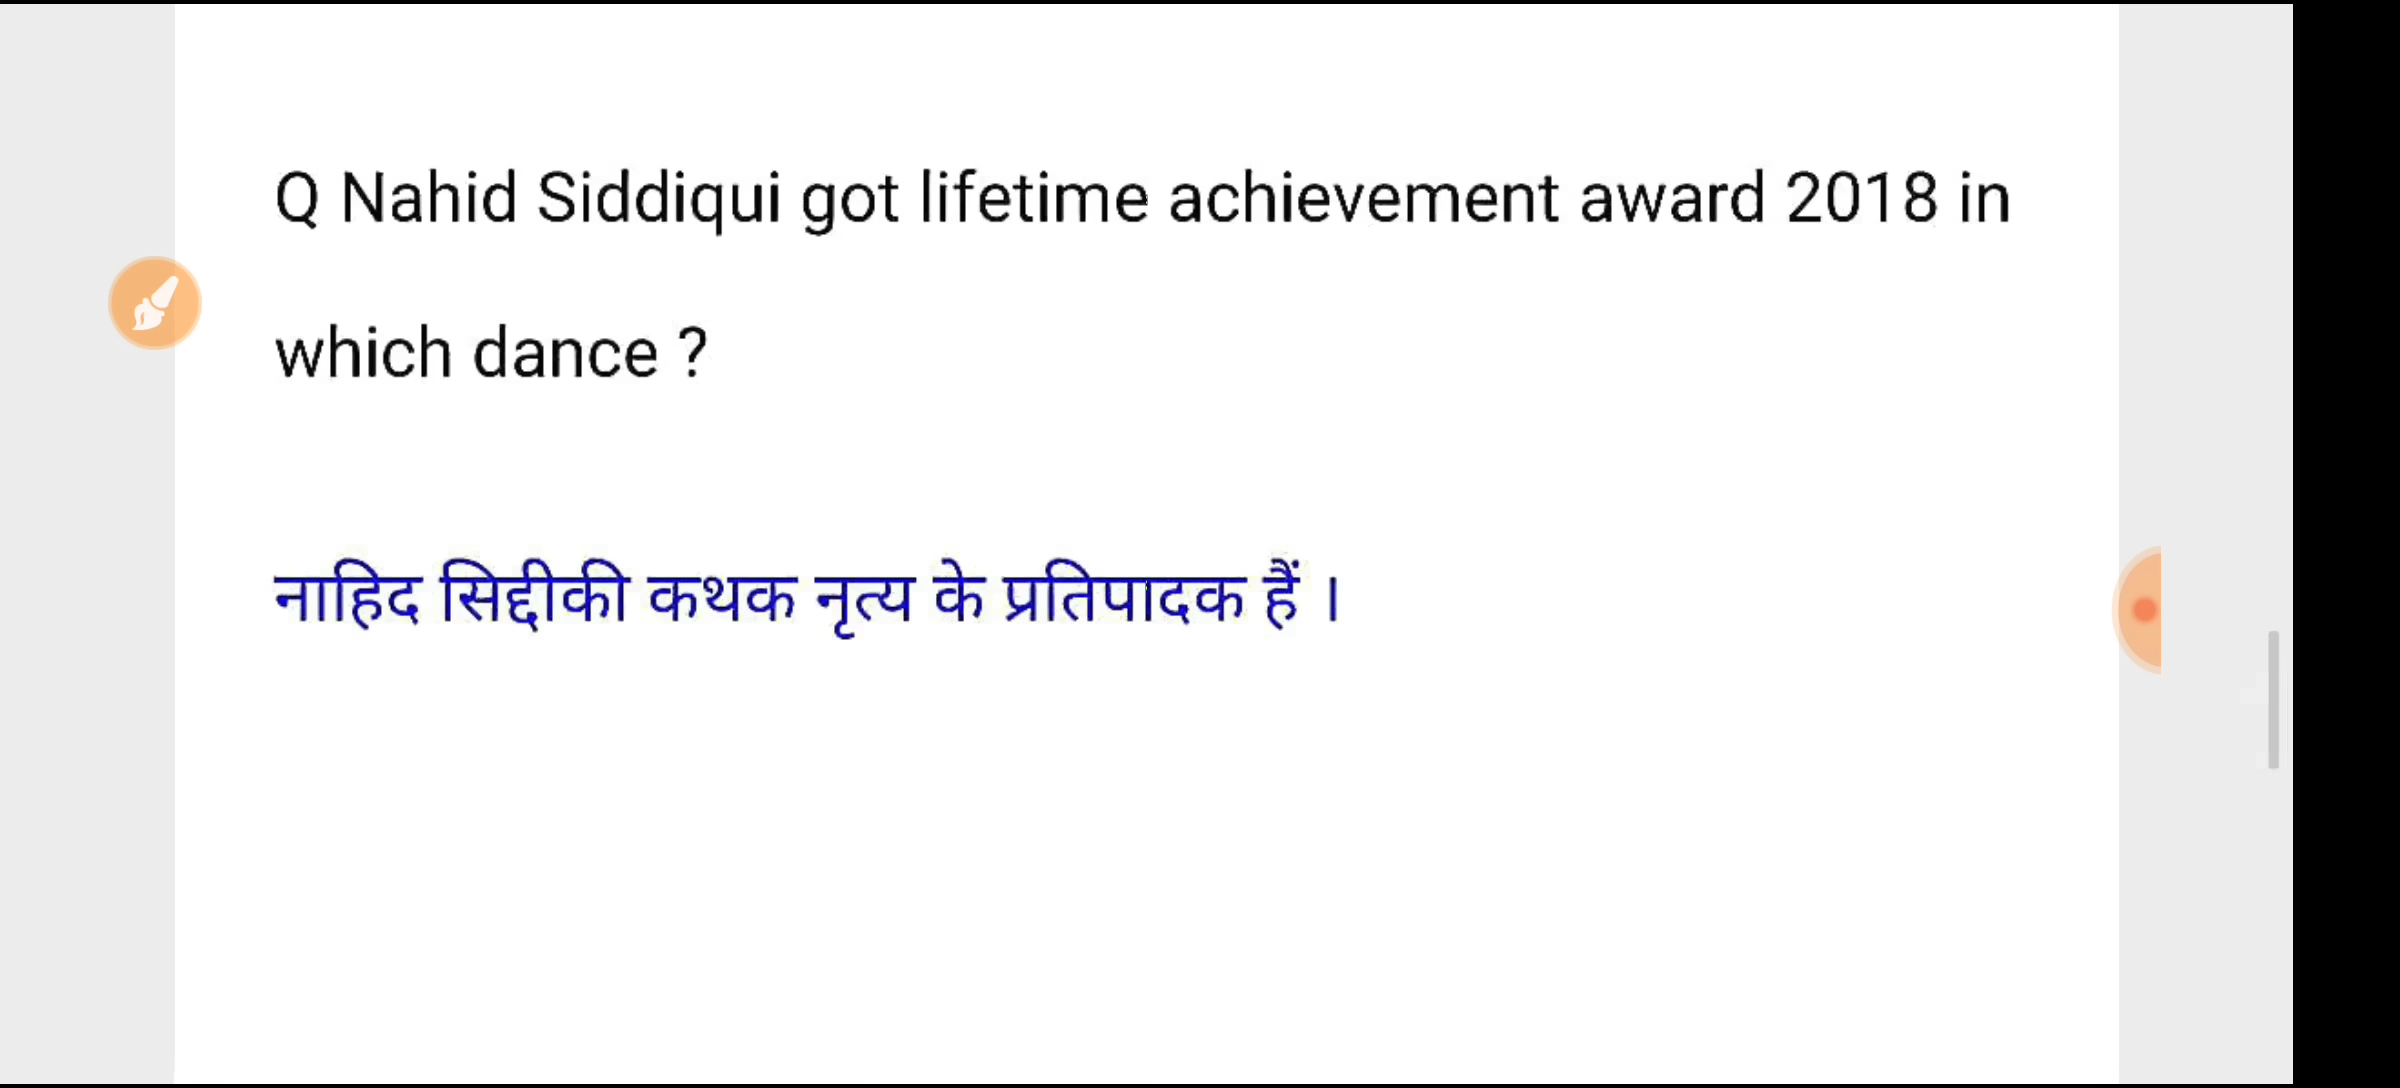 Q Nahid Siddiqui got lifetime achievement award 2018 in
which dance ?
नाहिद सिद्दीकी कथक नृत्य के प्रतिपादक हैं ।